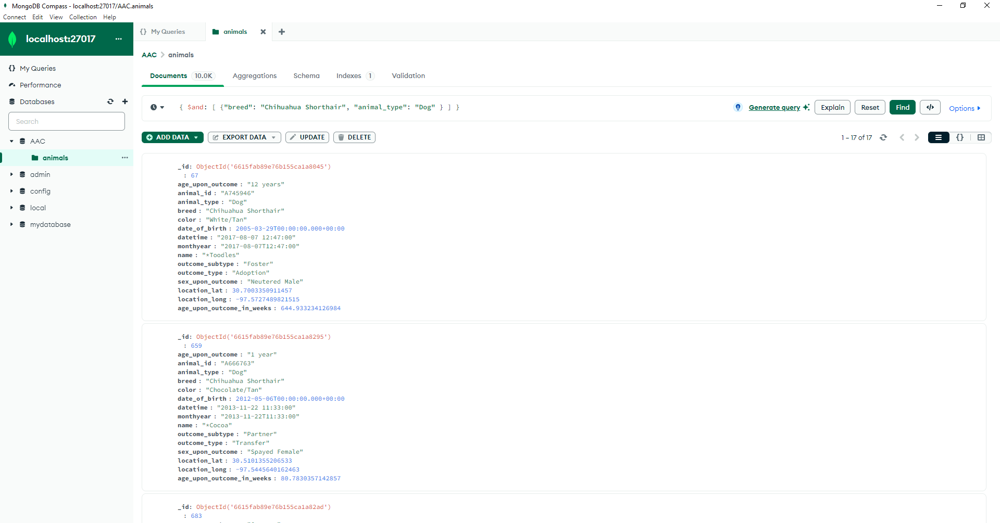 MongoDB Compass - localhost:27017/AAC.animals
Connect Edit View Collection Help
localhost:27017 ...
My Queries
Performance
Databases
Search
AAC
animals ...
admin
config
local
mydatabase
{} My Queries animals
AAC > animals
Documents 10.0K Aggregations Schema Indexes 1 Validation
{ $and: [ {"breed": "Chihuahua Shorthair", "animal_type": "Dog" } ] }
Generate query Explain Reset Find </> Options
ADD DATA EXPORT DATA UPDATE DELETE
1 – 17 of 17 {}
_id: ObjectId('6615fab89e76b155ca1a8045')
: 67
age_upon_outcome : "12 years"
animal_id : "A745946"
animal_type : "Dog"
breed : "Chihuahua Shorthair"
color : "White/Tan"
date_of_birth : 2005-03-29T00:00:00.000+00:00
datetime : "2017-08-07 12:47:00"
monthyear : "2017-08-07T12:47:00"
name : "*Toodles"
outcome_subtype : "Foster"
outcome_type : "Adoption"
sex_upon_outcome : "Neutered Male"
location_lat : 30.7003350911457
location_long : -97.5727489821515
age_upon_outcome_in_weeks : 644.933234126984
_id: ObjectId('6615fab89e76b155ca1a8295')
: 659
age_upon_outcome : "1 year"
animal_id : "A666763"
animal_type : "Dog"
breed : "Chihuahua Shorthair"
color : "Chocolate/Tan"
date_of_birth : 2012-05-06T00:00:00.000+00:00
datetime : "2013-11-22 11:33:00"
monthyear : "2013-11-22T11:33:00"
name : "*Cocoa"
outcome_subtype : "Partner"
outcome_type : "Transfer"
sex_upon_outcome : "Spayed Female"
location_lat : 30.5101355206533
location_long : -97.5445640162463
age_upon_outcome_in_weeks : 80.7830357142857
_id: ObjectId('6615fab89e76b155ca1a82ad')
: 683